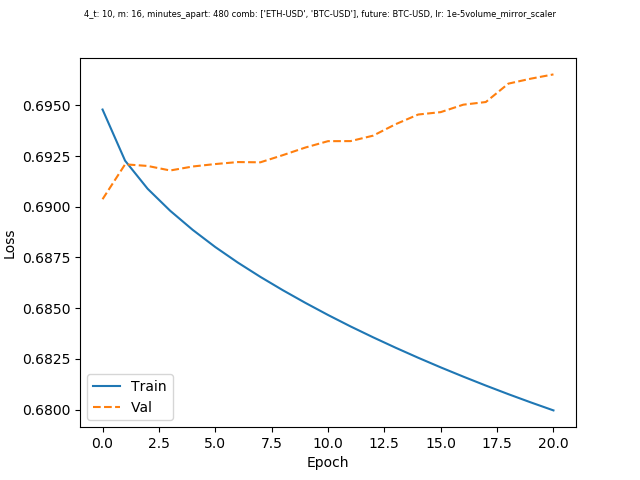 4_t: 10, m: 16, minutes_apart: 480 comb: ['ETH-USD', 'BTC-USD'], future: BTC-USD, lr: 1e-5volume_mirror_scaler
0.6950
0.6925
0.6900
0.6875
0.6850
0.6825
0.6800
Loss
Train
Val
0.0 2.5 5.0 7.5 10.0 12.5 15.0 17.5 20.0
Epoch